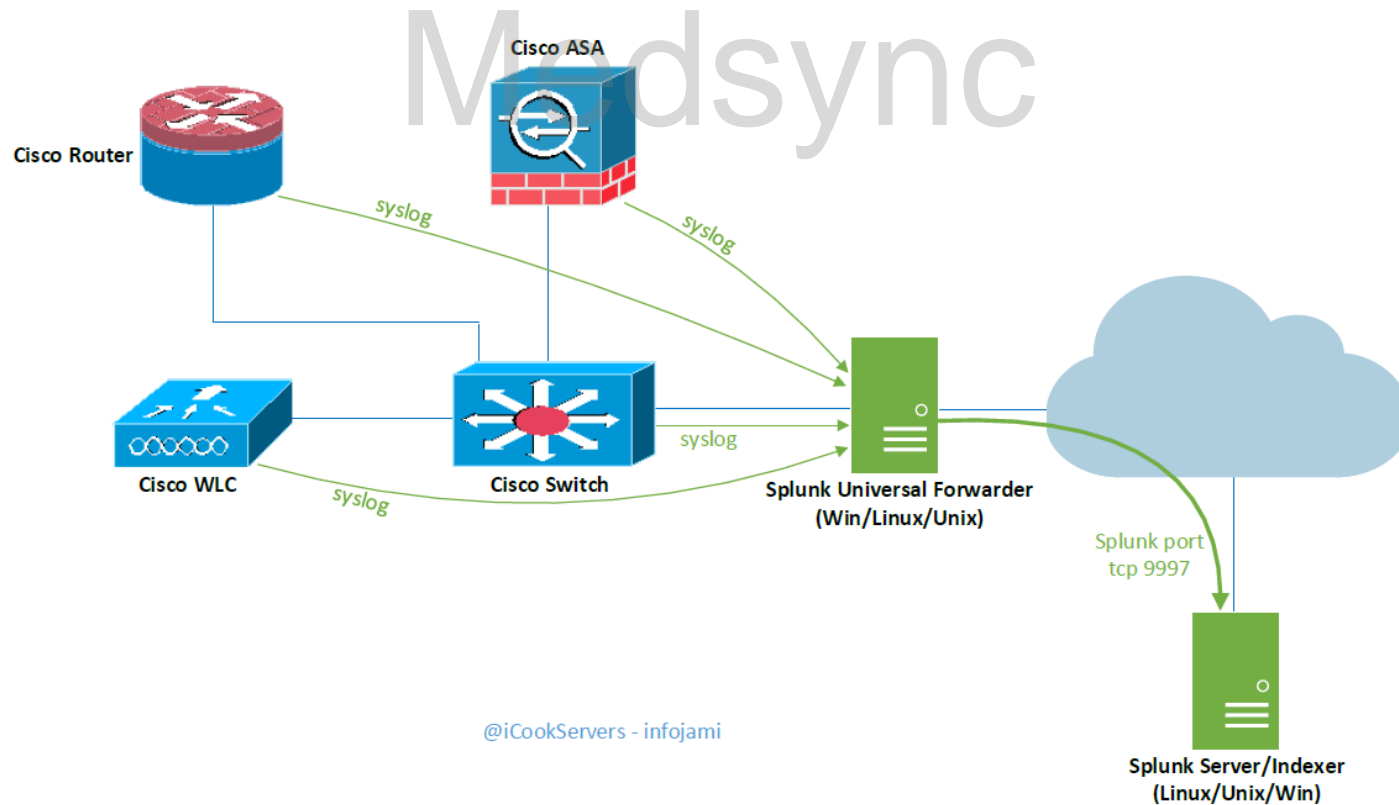 Medsync
Cisco ASA
Cisco Router
syslog
syslog
syslog
Cisco WLC
syslog
Cisco Switch
Splunk Universal Forwarder
(Win/Linux/Unix)
Splunk port
tcp 9997
@iCookServers - infojami
Splunk Server/Indexer
(Linux/Unix/Win)